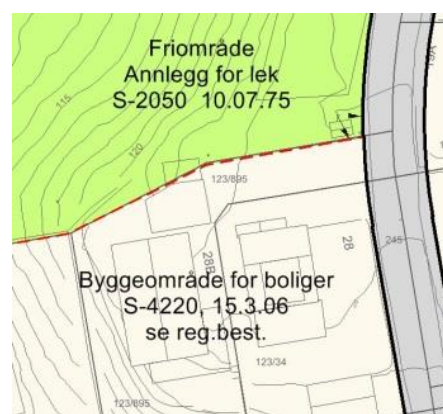 Friområde
Annlegg for lek
S-2050 10.07.75
115
120
123/895
28B
28
245
Byggeområde for boliger
S-4220, 15.3.06
se reg.best.
123/34
123/895